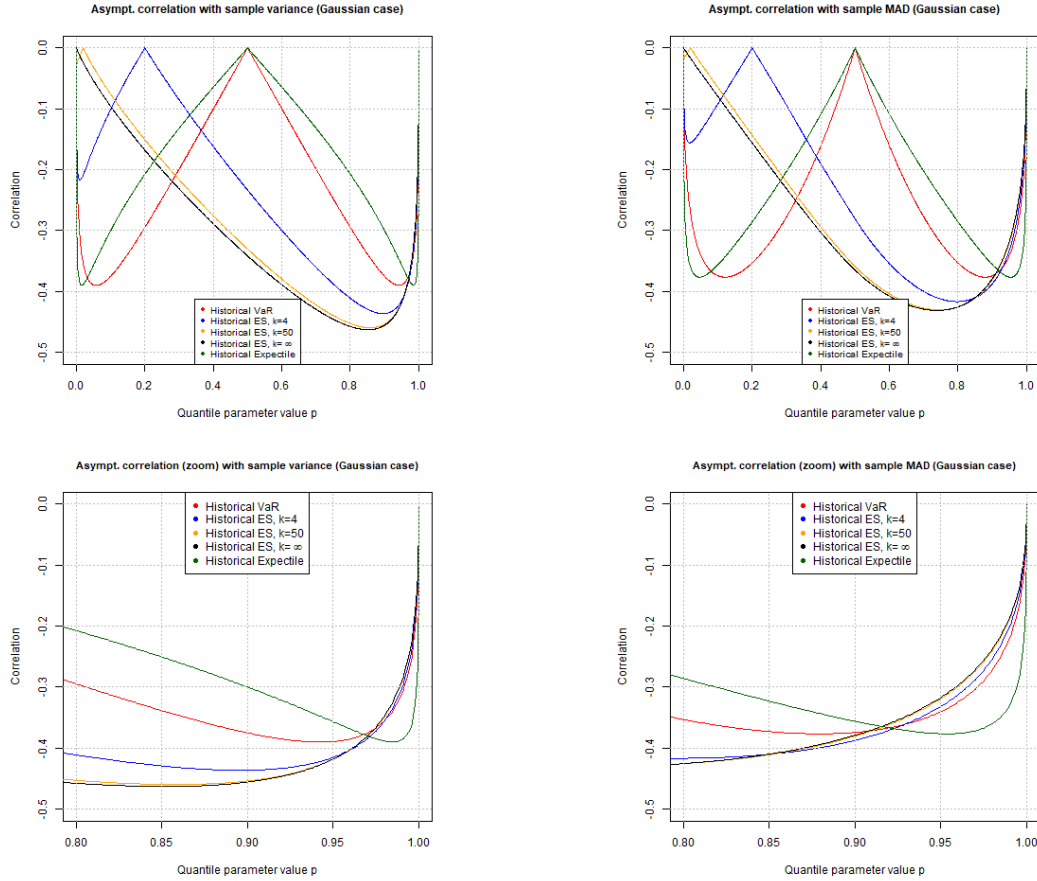 Asympt. correlation with sample variance (Gaussian case)
Correlation
0.0
-0.1
-0.2
-0.3
-0.4
-0.5
Historical VaR
Historical ES, k=4
Historical ES, k=50
Historical ES, k= ∞
Historical Expectile
0.0 0.2 0.4 0.6 0.8 1.0
Quantile parameter value p
Asympt. correlation with sample MAD (Gaussian case)
Correlation
0.0
-0.1
-0.2
-0.3
-0.4
-0.5
Historical VaR
Historical ES, k=4
Historical ES, k=50
Historical ES, k= ∞
Historical Expectile
0.0 0.2 0.4 0.6 0.8 1.0
Quantile parameter value p
Asympt. correlation (zoom) with sample variance (Gaussian case)
Correlation
0.0
-0.1
-0.2
-0.3
-0.4
-0.5
Historical VaR
Historical ES, k=4
Historical ES, k=50
Historical ES, k= ∞
Historical Expectile
0.80 0.85 0.90 0.95 1.00
Quantile parameter value p
Asympt. correlation (zoom) with sample MAD (Gaussian case)
Correlation
0.0
-0.1
-0.2
-0.3
-0.4
-0.5
Historical VaR
Historical ES, k=4
Historical ES, k=50
Historical ES, k= ∞
Historical Expectile
0.80 0.85 0.90 0.95 1.00
Quantile parameter value p